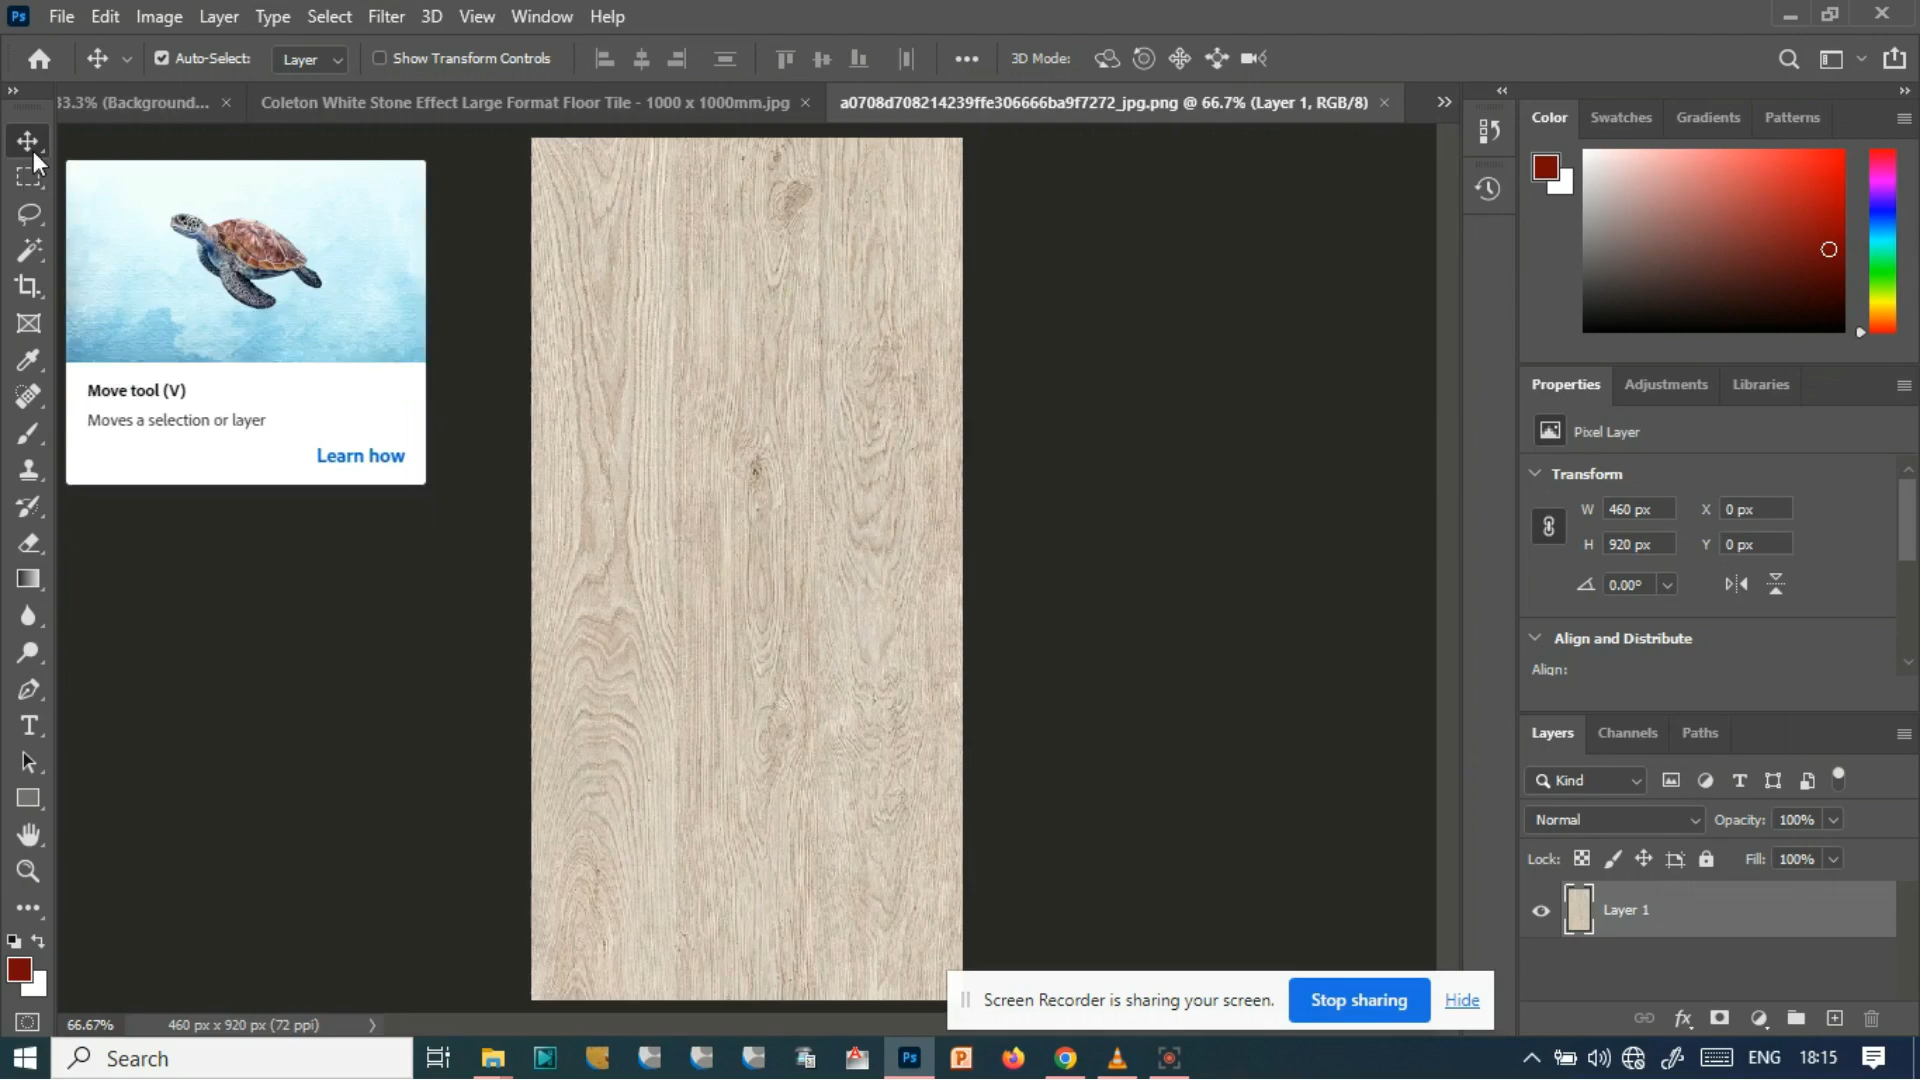 Ps File Edit Image Layer Type Select Filter 3D View Window Help
Auto-Select: Layer Show Transform Controls 3D Mode:
33.3% (Background... × Coleton White Stone Effect Large Format Floor Tile - 1000 x 1000mm.jpg × a0708d708214239ffe306666ba9f7272_jpg.png @ 66.7% (Layer 1, RGB/8) ×
Color Swatches Gradients Patterns
Move tool (V)
Moves a selection or layer
Learn how
Properties Adjustments Libraries
Pixel Layer
Transform
W 460 px X 0 px
H 920 px Y 0 px
0.00°
Align and Distribute
Align:
Layers Channels Paths
Kind
Normal Opacity: 100%
Lock: Fill: 100%
Layer 1
Screen Recorder is sharing your screen. Stop sharing Hide
66.67% 460 px x 920 px (72 ppi)
Search Ps ENG 18:15